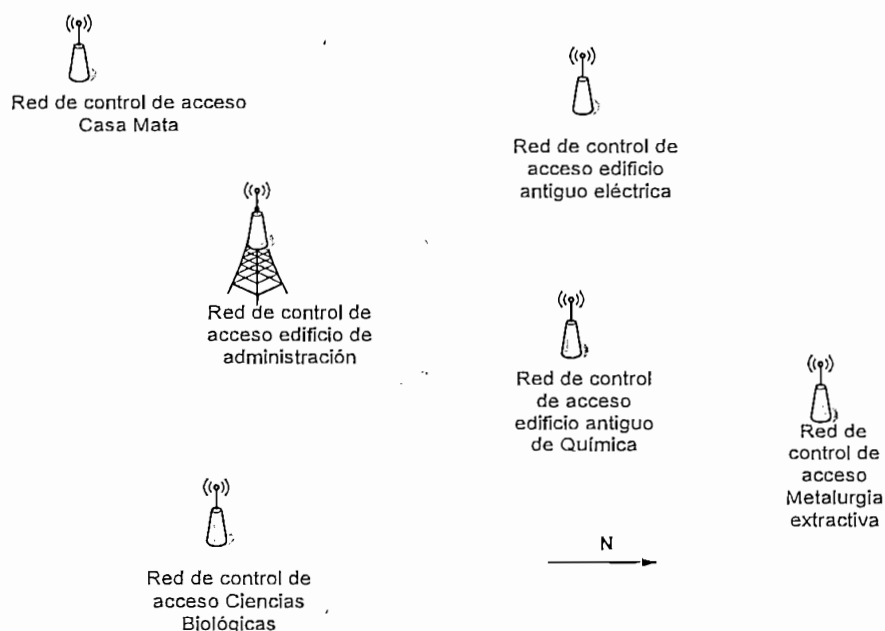 Red de control de acceso
Casa Mata
Red de control de
acceso edificio
antiguo eléctrica
Red de control de
acceso edificio de
administración
Red de control
de acceso
edificio antiguo
de Química
Red de
control de
acceso
Metalurgia
extractiva
N
Red de control de
acceso Ciencias
Biológicas